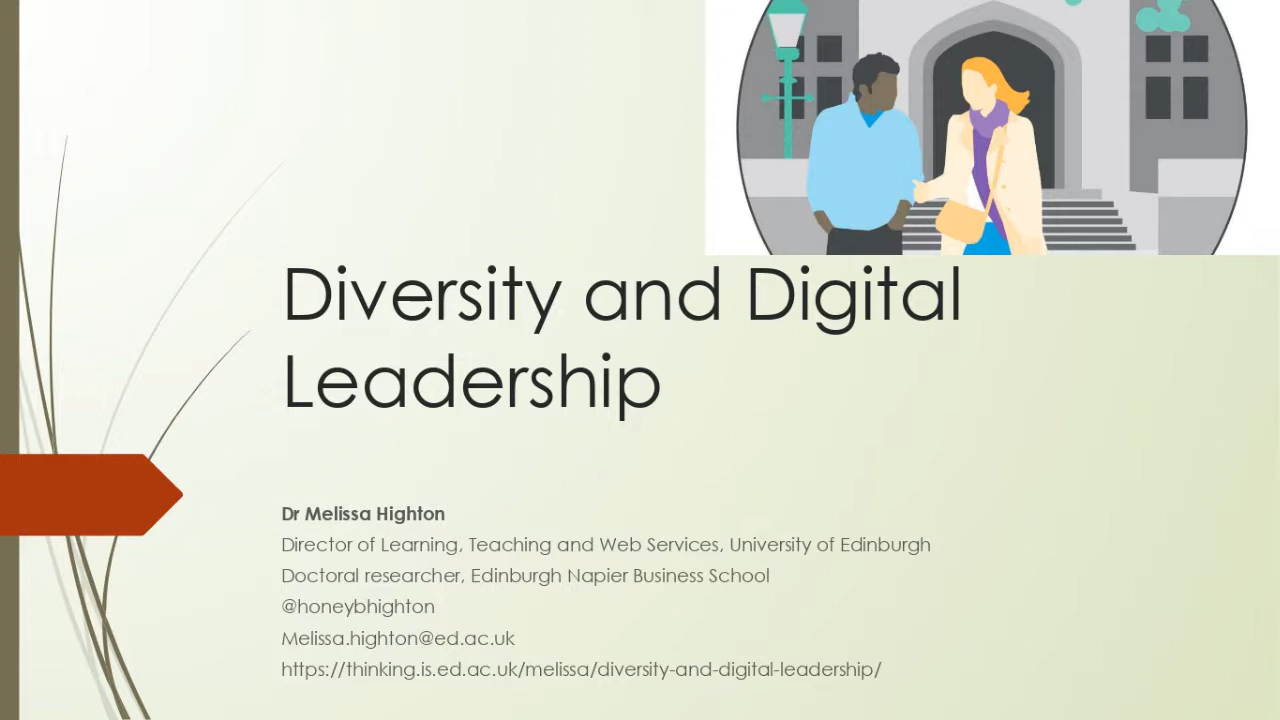 Diversity and Digital
Leadership
Dr Melissa Highton
Director of Learning, Teaching and Web Services, University of Edinburgh
Doctoral researcher, Edinburgh Napier Business School
@honeybhighton
Melissa.highton@ed.ac.uk
https://thinking.is.ed.ac.uk/melissa/diversity-and-digital-leadership/